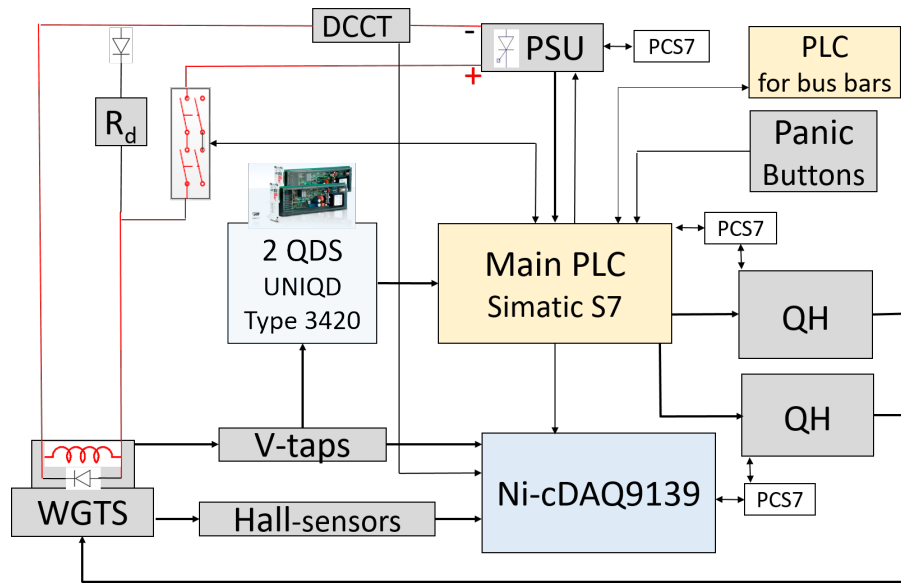 DCCT
-
PSU
+
PCS7
PLC
for bus bars
Rd
Panic
Buttons
2 QDS
UNIQD
Type 3420
Main PLC
Simatic S7
PCS7
QH
QH
V-taps
Ni-cDAQ9139
PCS7
WGTS
Hall-sensors